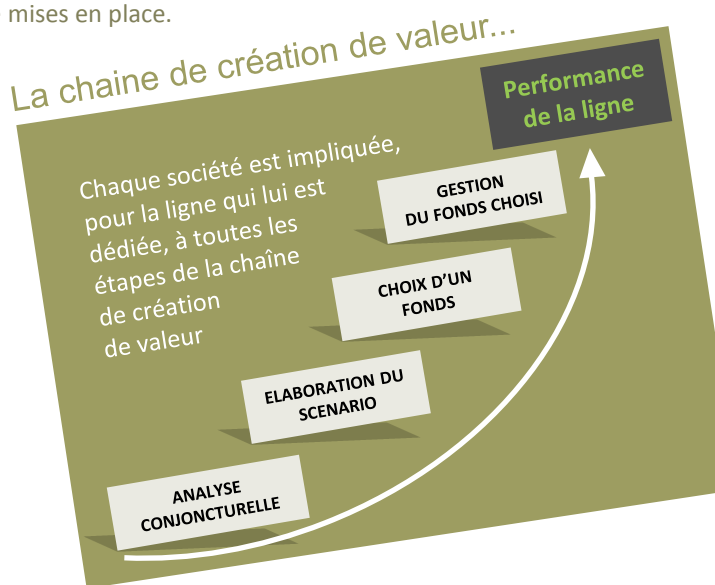 mises en place.
La chaine de création de valeur...
Performance
de la ligne
Chaque société est impliquée,
pour la ligne qui lui est
dédiée, à toutes les
étapes de la chaîne
de création
de valeur
GESTION
DU FONDS CHOISI
CHOIX D’UN
FONDS
ELABORATION DU
SCENARIO
ANALYSE
CONJONCTURELLE